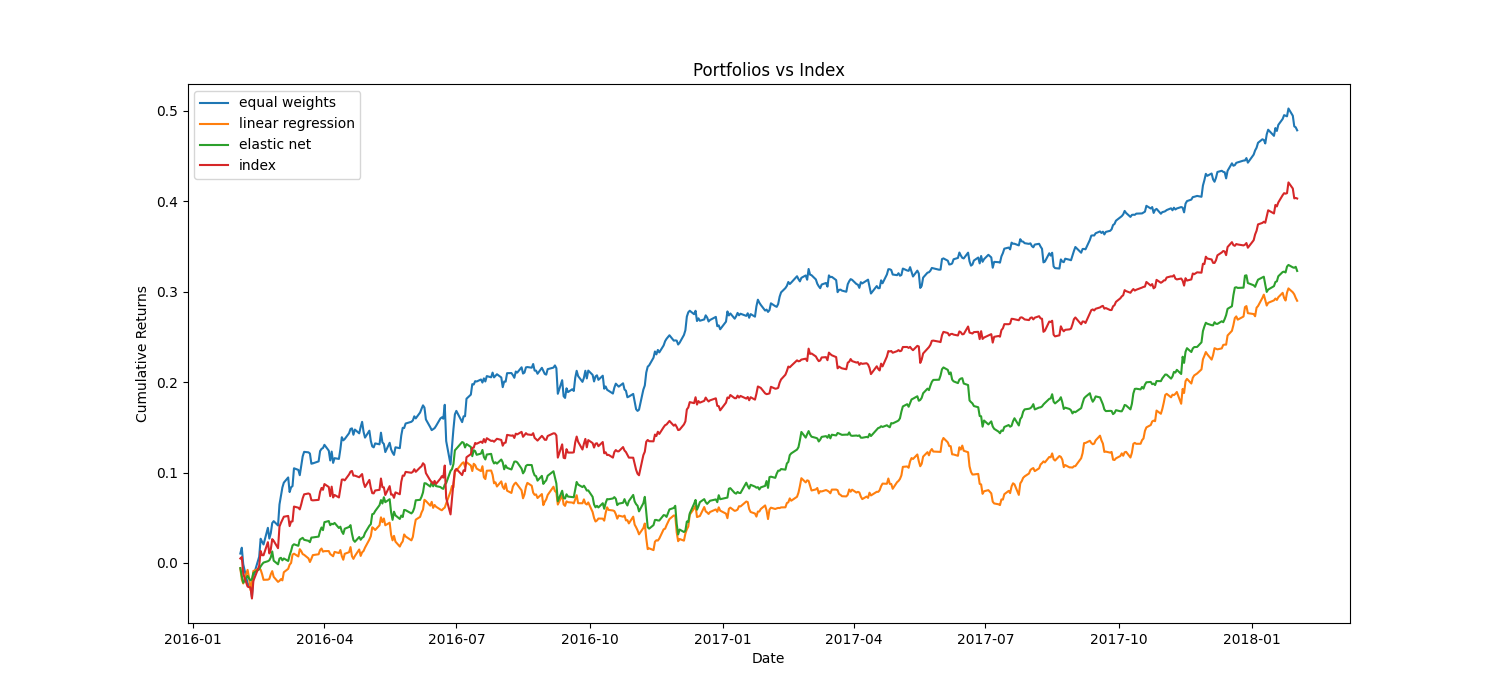 Portfolios vs Index
equal weights
linear regression
elastic net
index
Cumulative Returns
0.5
0.4
0.3
0.2
0.1
0.0
2016-01 2016-04 2016-07 2016-10 2017-01 2017-04 2017-07 2017-10 2018-01
Date